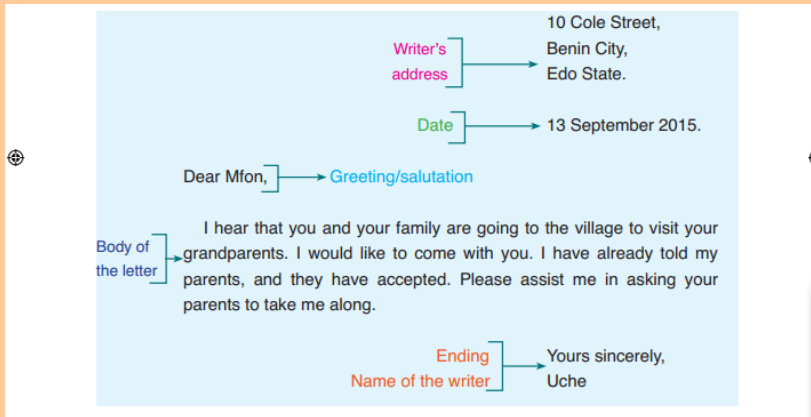 10 Cole Street,
Writer's
Benin City,
address
Edo State.
Date
13 September 2015.
Dear Mfon,
Greeting/salutation
I hear that you and your family are going to the village to visit your
Body of
grandparents. I would like to come with you. I have already told my
the letter
parents, and they have accepted. Please assist me in asking your
parents to take me along.
Ending
Yours sincerely,
Name of the writer
Uche